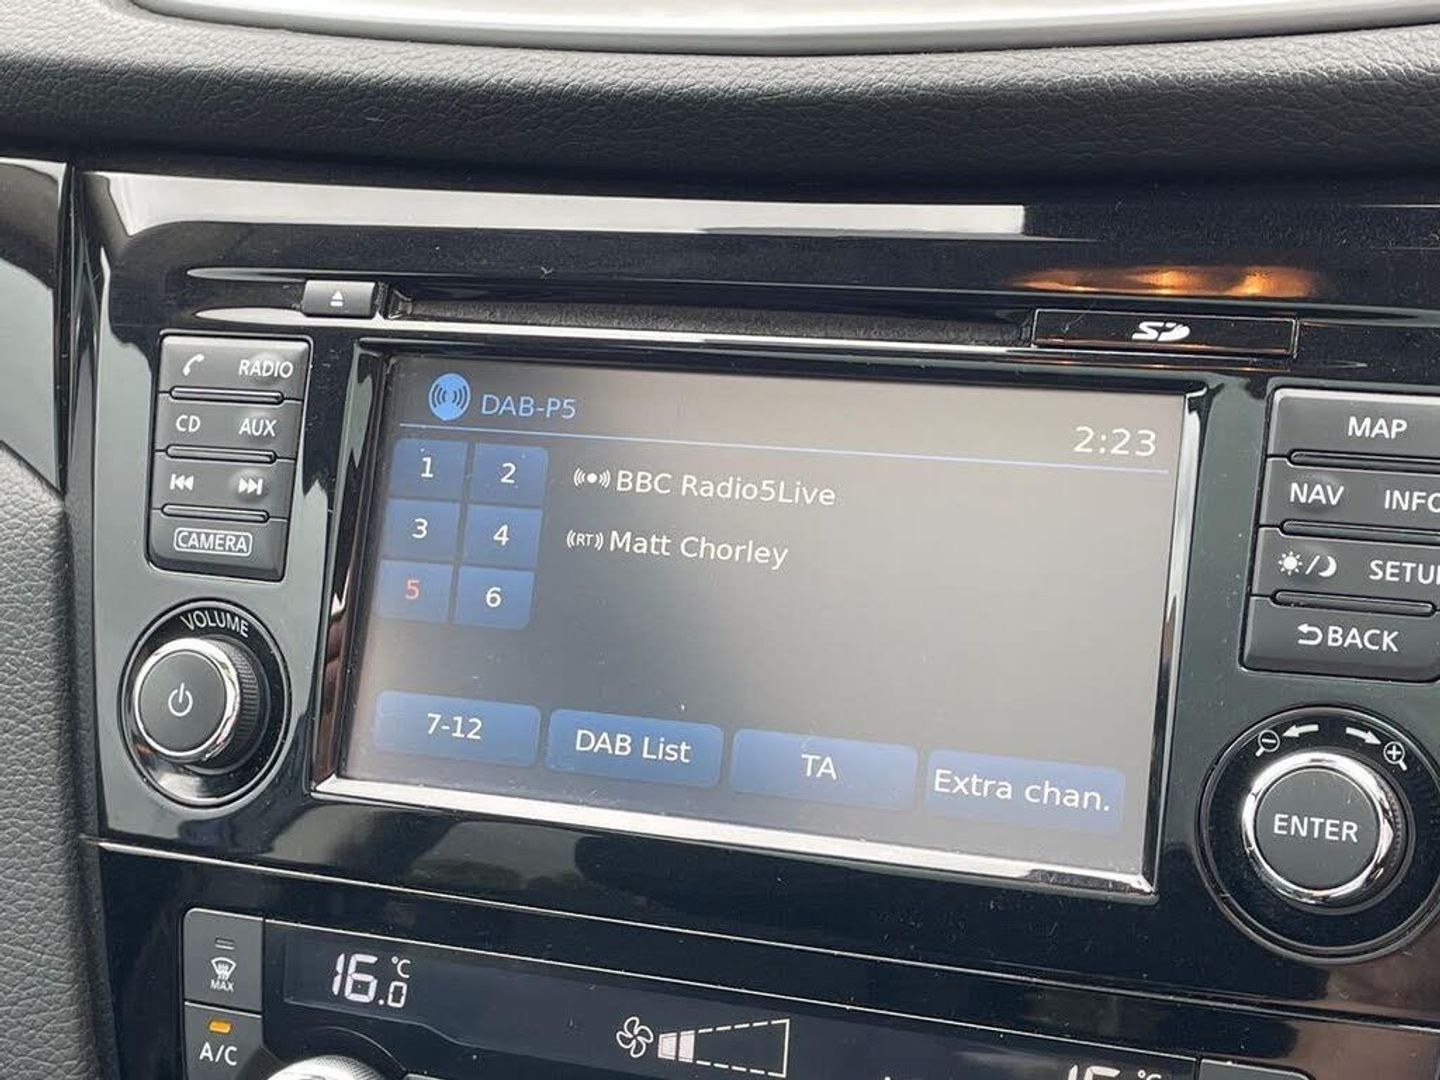 SD
RADIO
CD AUX
CAMERA
VOLUME
DAB-P5
2:23
1 2
BBC Radio5Live
3 4
RT Matt Chorley
5 6
7-12 DAB List TA Extra chan.
MAP
NAV INFO
SETU
BACK
ENTER
MAX
16.0 °C
A/C